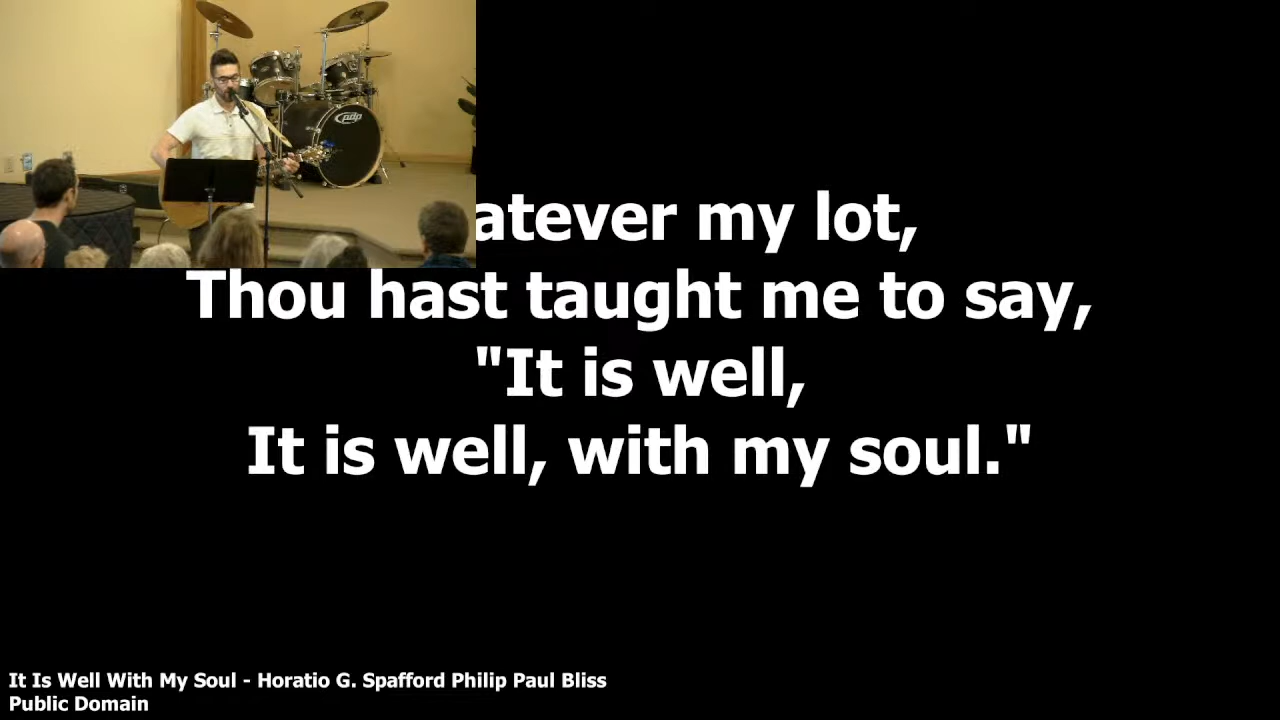 pdp
atever my lot,
Thou hast taught me to say,
"It is well,
It is well, with my soul."
It Is Well With My Soul - Horatio G. Spafford Philip Paul Bliss
Public Domain